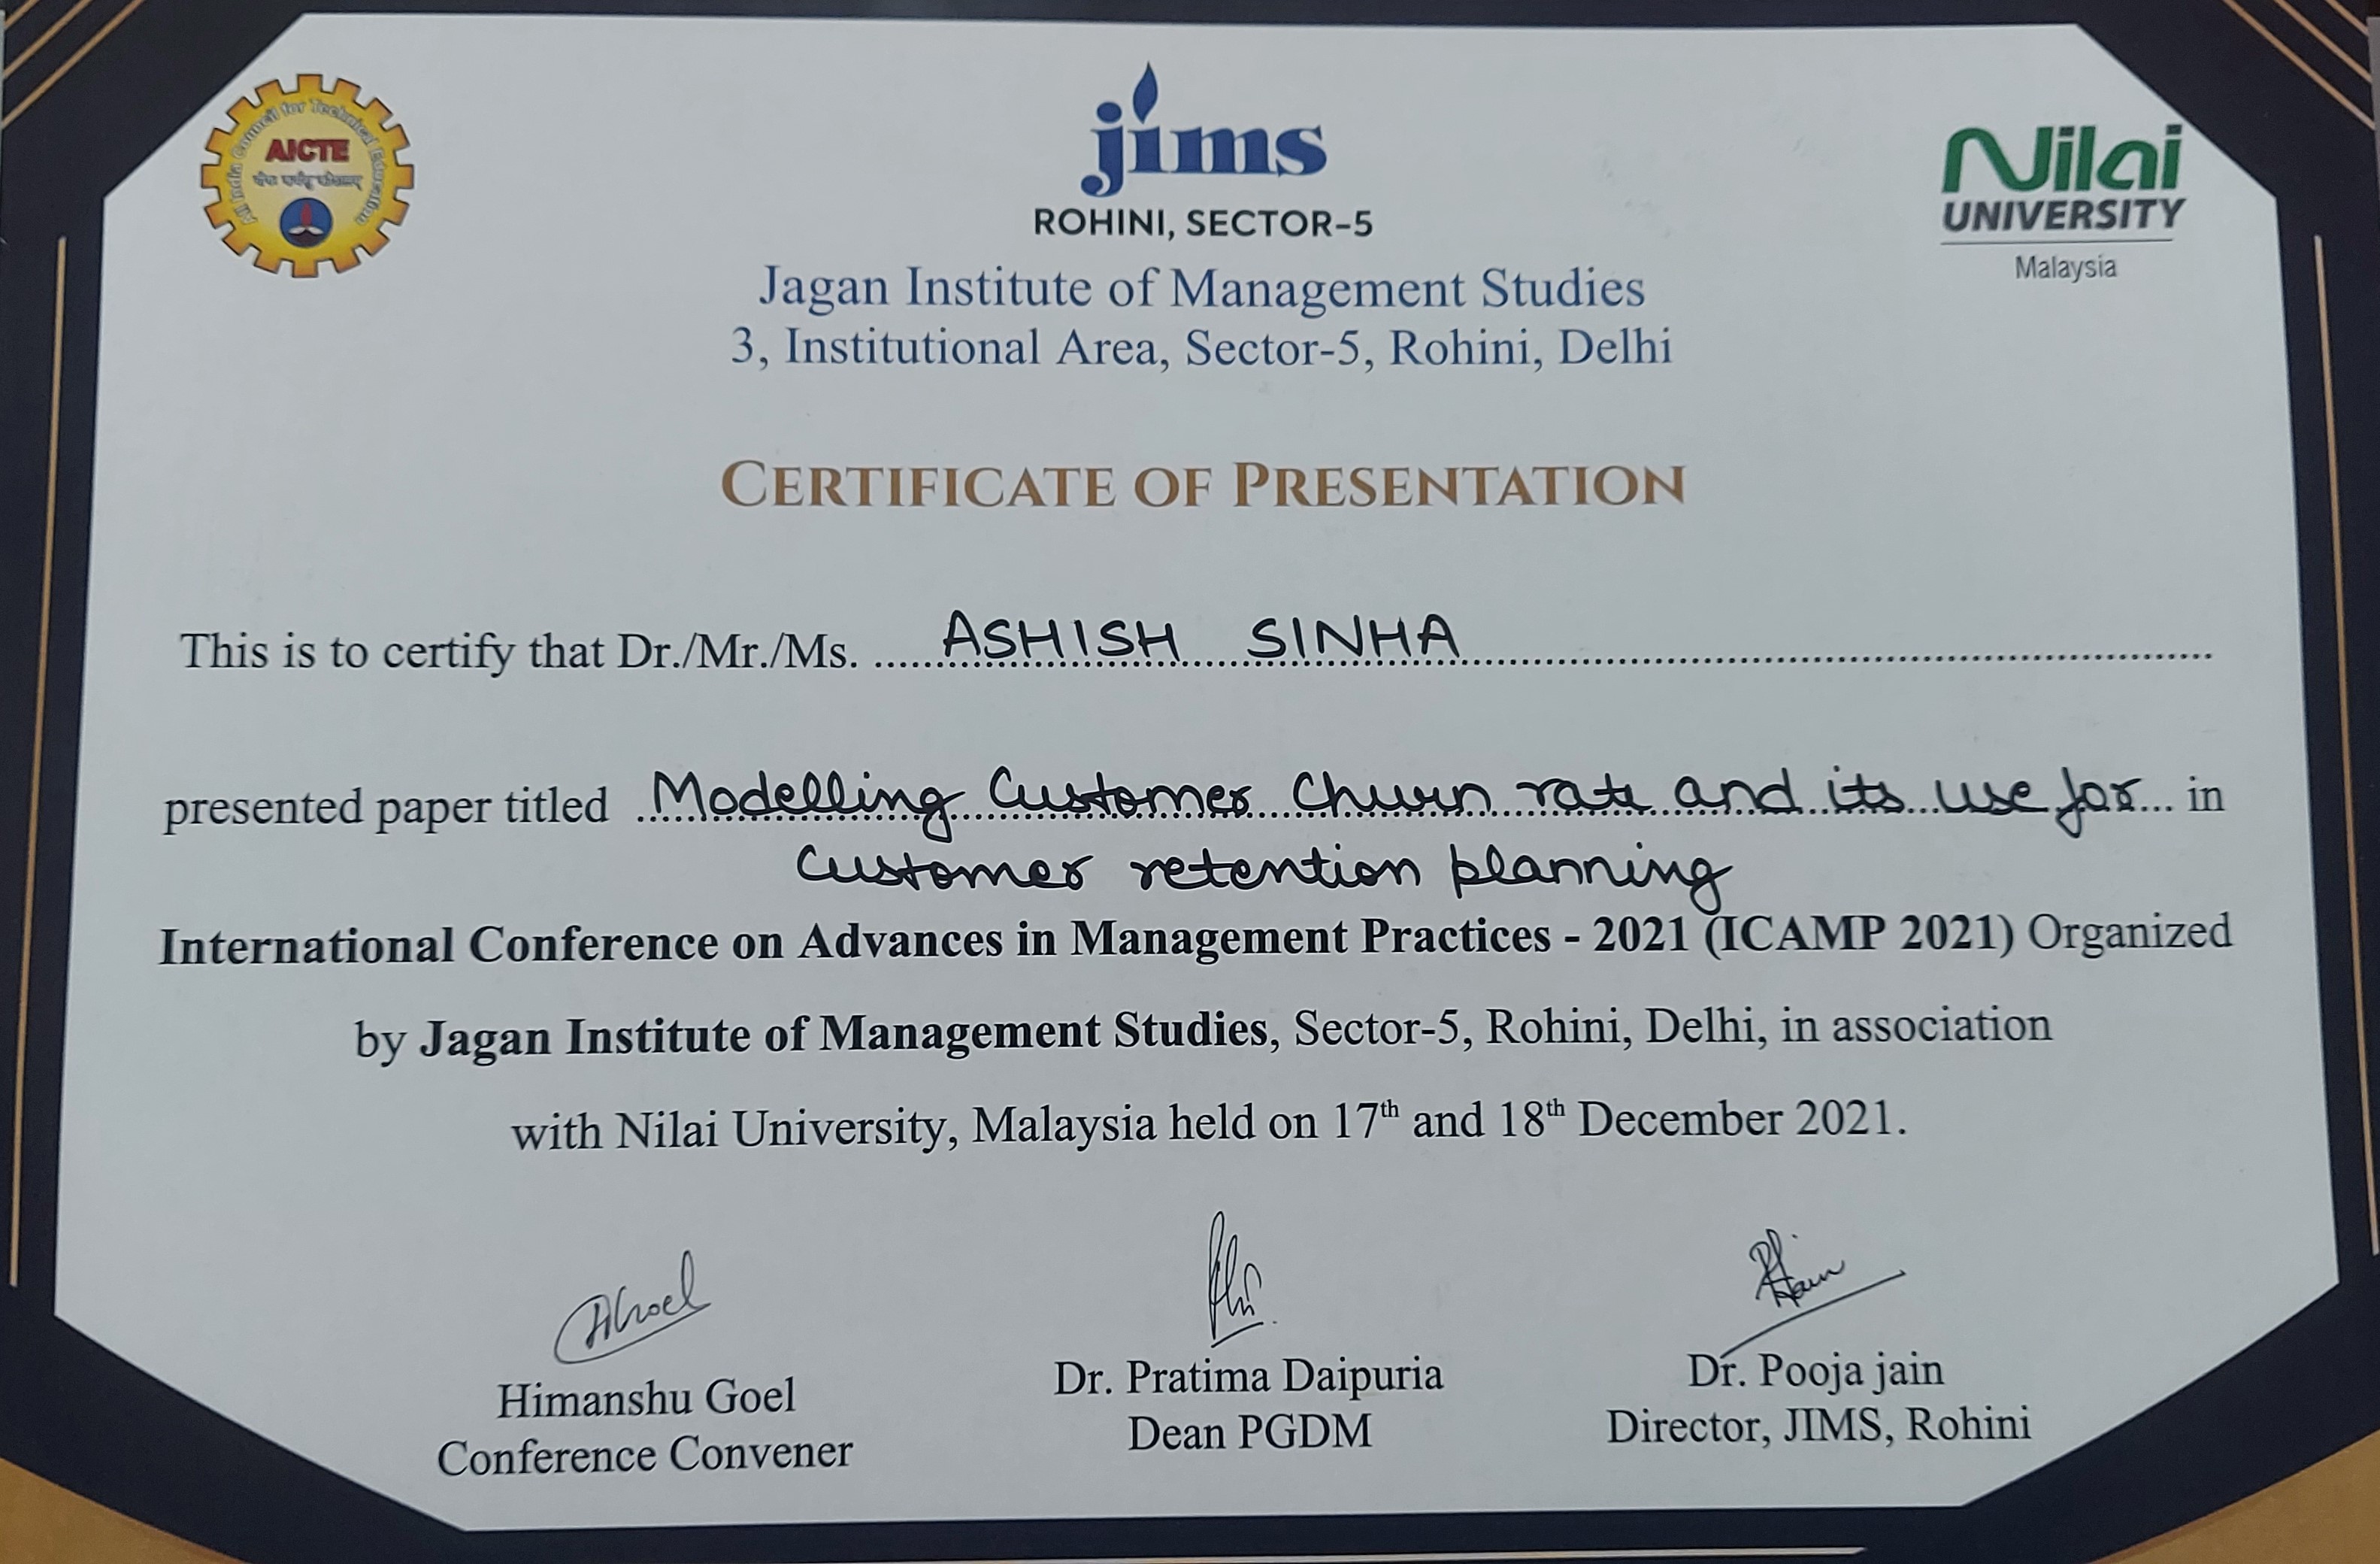 All India Council for Technical Education
AICTE
jims
ROHINI, SECTOR-5
Nilai
UNIVERSITY
Malaysia
Jagan Institute of Management Studies
3, Institutional Area, Sector-5, Rohini, Delhi
CERTIFICATE OF PRESENTATION
This is to certify that Dr./Mr./Ms. ASHISH SINHA
presented paper titled Modelling Customer Churn rate and its use for in
customer retention planning
International Conference on Advances in Management Practices - 2021 (ICAMP 2021) Organized
by Jagan Institute of Management Studies, Sector-5, Rohini, Delhi, in association
with Nilai University, Malaysia held on 17th and 18th December 2021.
Himanshu Goel
Conference Convener
Dr. Pratima Daipuria
Dean PGDM
Dr. Pooja jain
Director, JIMS, Rohini